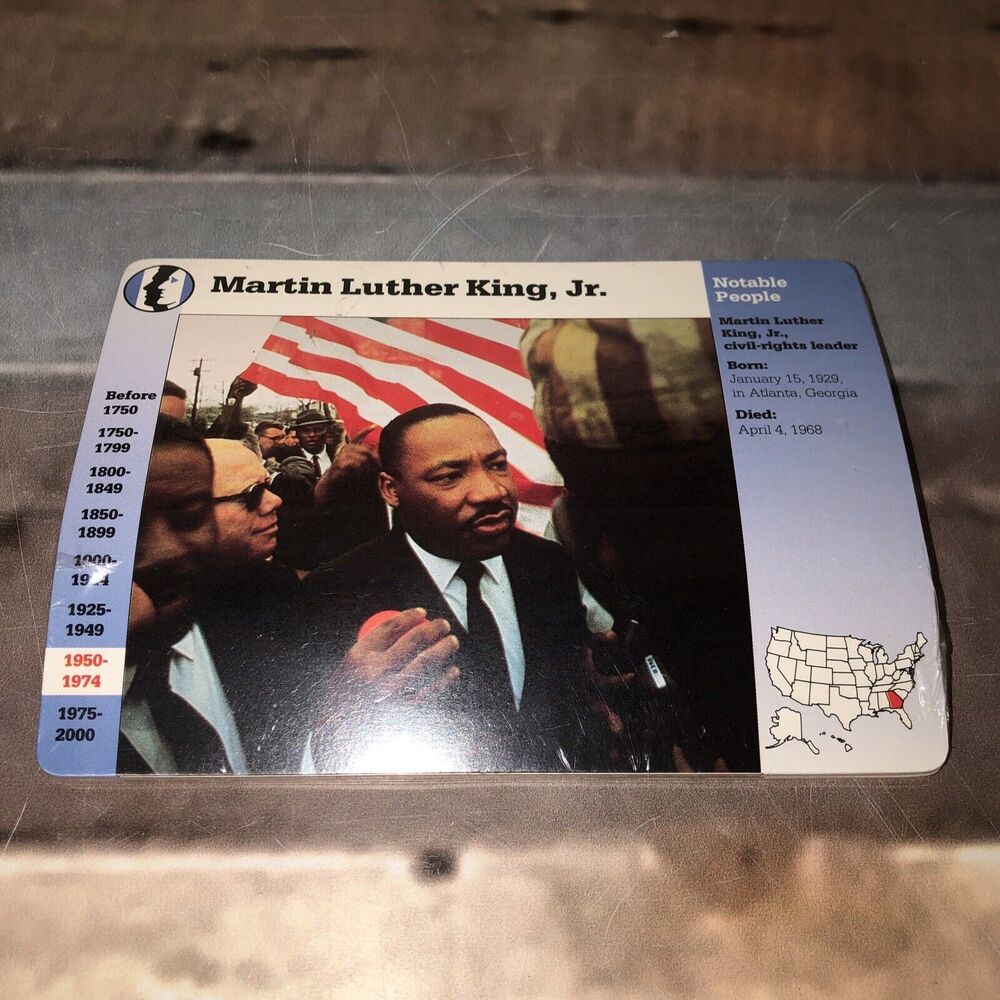 Martin Luther King, Jr.
Notable
People
Martin Luther
King, Jr.,
civil-rights leader
Born:
January 15, 1929,
in Atlanta, Georgia
Died:
April 4, 1968
Before
1750
1750-
1799
1800-
1849
1850-
1899
1900-
1924
1925-
1949
1950-
1974
1975-
2000